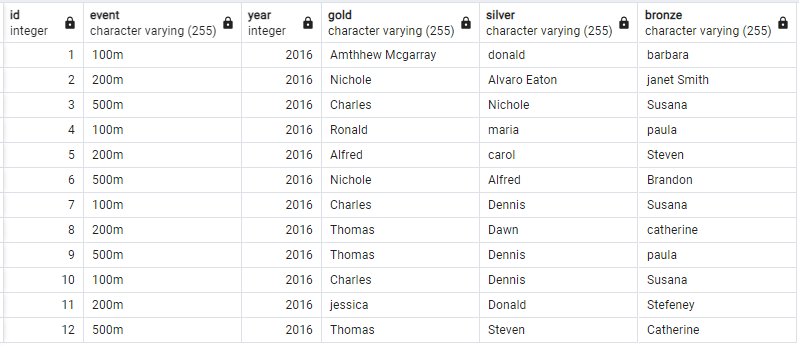 id event year gold silver bronze
integer character varying (255) integer character varying (255) character varying (255) character varying (255)
1 100m 2016 Amthhew Mcgarray donald barbara
2 200m 2016 Nichole Alvaro Eaton janet Smith
3 500m 2016 Charles Nichole Susana
4 100m 2016 Ronald maria paula
5 200m 2016 Alfred carol Steven
6 500m 2016 Nichole Alfred Brandon
7 100m 2016 Charles Dennis Susana
8 200m 2016 Thomas Dawn catherine
9 500m 2016 Thomas Dennis paula
10 100m 2016 Charles Dennis Susana
11 200m 2016 jessica Donald Stefeney
12 500m 2016 Thomas Steven Catherine